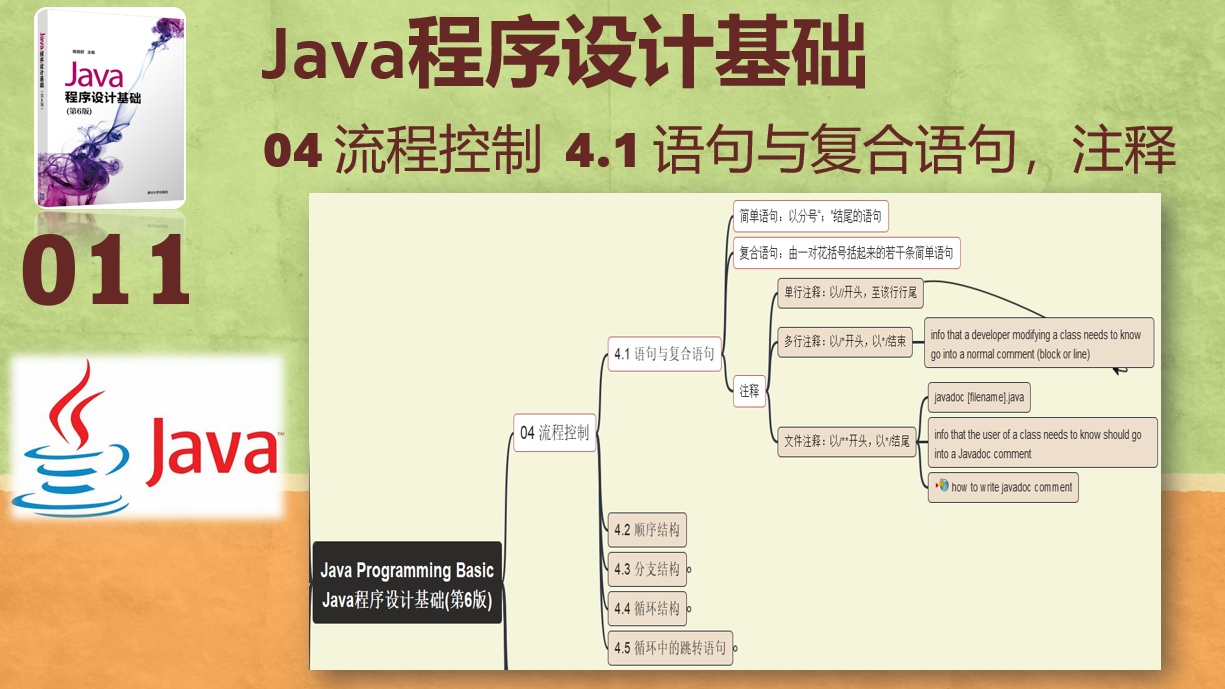 Java程序设计基础
04 流程控制 4.1 语句与复合语句，注释
Java
程序设计基础
(第6版)
011
Java
简单语句：以分号"；"结尾的语句
复合语句：由一对花括号括起来的若干条简单语句
单行注释：以//开头，至该行行尾
多行注释：以/*开头，以*/结束
info that a developer modifying a class needs to know
go into a normal comment (block or line)
4.1 语句与复合语句
注释
javadoc [filename].java
文件注释：以/**开头，以*/结尾
info that the user of a class needs to know should go
into a Javadoc comment
how to write javadoc comment
04 流程控制
4.2 顺序结构
4.3 分支结构
4.4 循环结构
4.5 循环中的跳转语句
Java Programming Basic
Java程序设计基础(第6版)